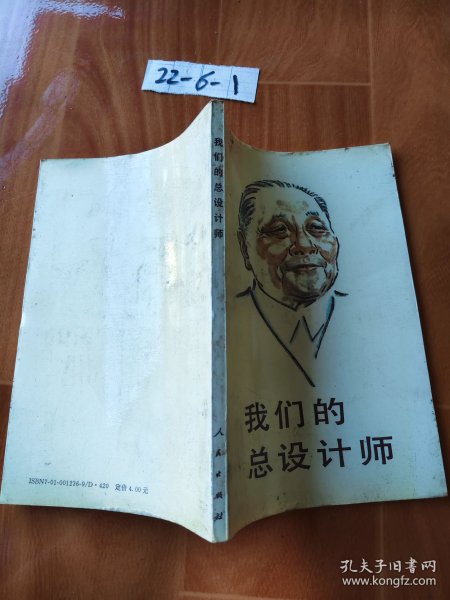 22-6-1
我们的总设计师
人民出版社
我们的
总设计师
ISBN7-01-001226-9/D·420 定价4.00元
孔夫子旧书网
www.kongfz.com